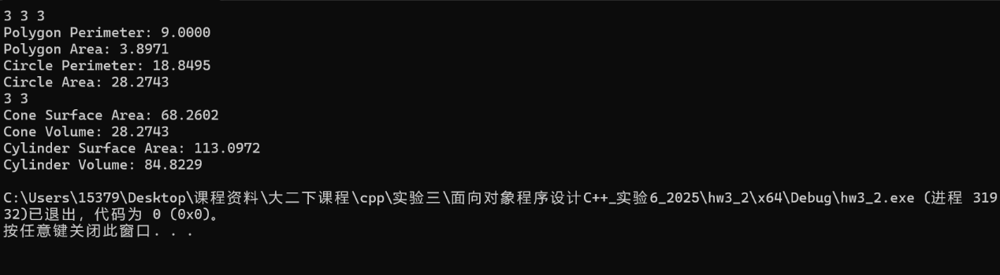 3 3 3
Polygon Perimeter: 9.0000
Polygon Area: 3.8971
Circle Perimeter: 18.8495
Circle Area: 28.2743
3 3
Cone Surface Area: 68.2602
Cone Volume: 28.2743
Cylinder Surface Area: 113.0972
Cylinder Volume: 84.8229
C:\Users\15379\Desktop\课程资料\大二下课程\cpp\实验三\面向对象程序设计C++_实验6_2025\hw3_2\x64\Debug\hw3_2.exe (进程 319
32)已退出，代码为 0 (0x0)。
按任意键关闭此窗口. . .